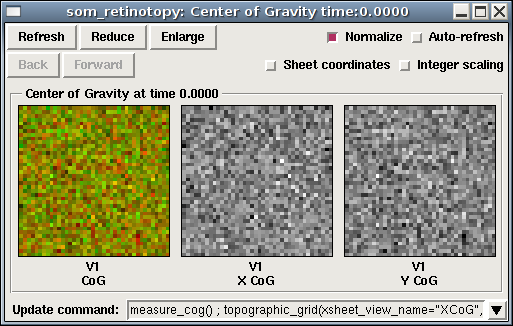 som_retinotopy: Center of Gravity time:0.0000
Refresh Reduce Enlarge Normalize Auto-refresh
Back Forward Sheet coordinates Integer scaling
Center of Gravity at time 0.0000
V1 V1 V1
CoG X CoG Y CoG
Update command: measure_cog() ; topographic_grid(xsheet_view_name="XCoG",